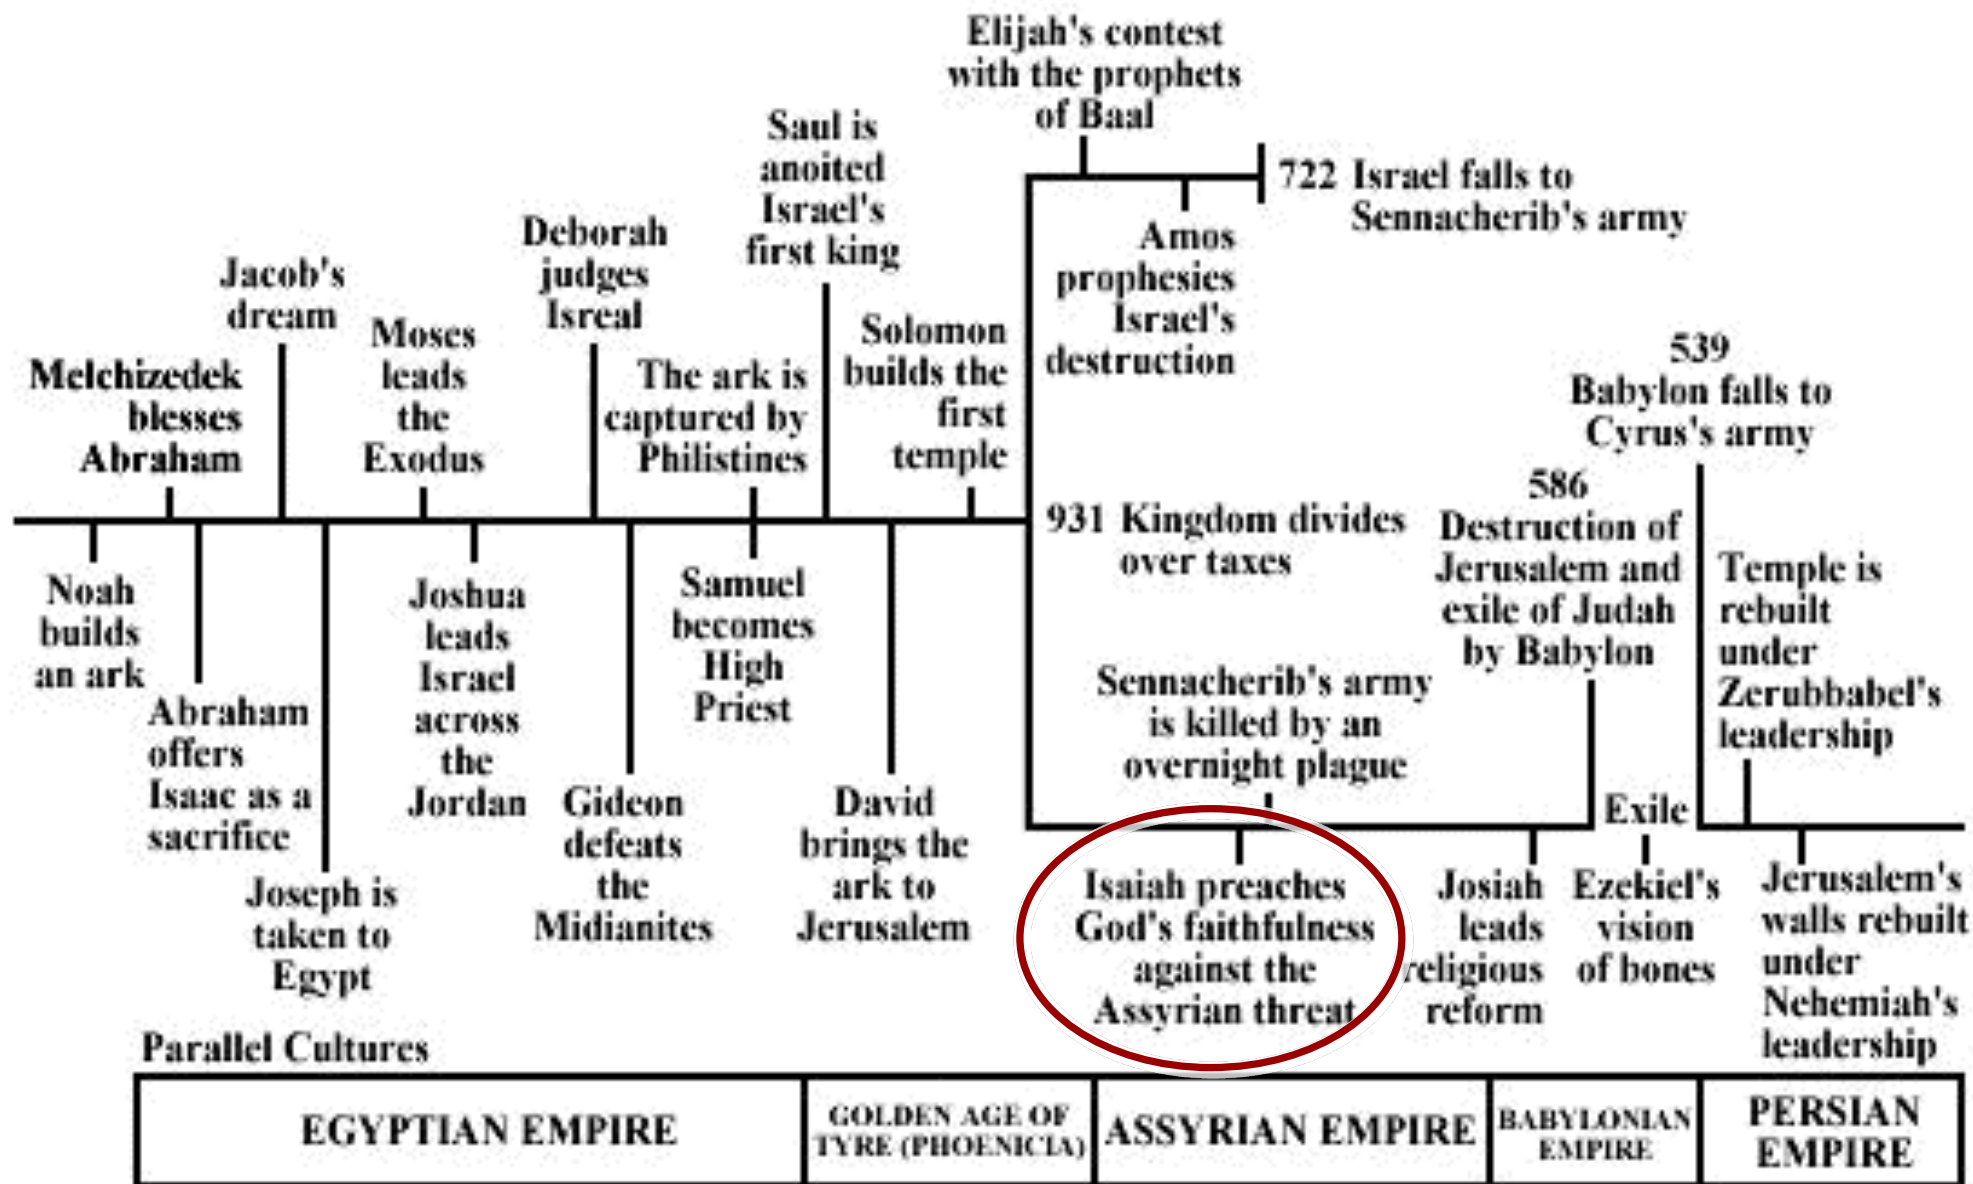 Elijah's contest
with the prophets
of Baal
Saul is
anoited
Israel's
first king
722 Israel falls to
Sennacherib's army
Deborah
judges
Isreal
Amos
prophesies
Israel's
destruction
Jacob's
dream
Moses
leads
the
Exodus
Solomon
builds the
first
temple
539
Babylon falls to
Cyrus's army
Melchizedek
blesses
Abraham
The ark is
captured by
Philistines
586
Destruction of
Jerusalem and
exile of Judah
by Babylon
931 Kingdom divides
over taxes
Temple is
rebuilt
under
Zerubbabel's
leadership
Noah
builds
an ark
Joshua
leads
Israel
across
the
Jordan
Samuel
becomes
High
Priest
Sennacherib's army
is killed by an
overnight plague
Abraham
offers
Isaac as a
sacrifice
Gideon
defeats
the
Midianites
David
brings the
ark to
Jerusalem
Exile
Joseph is
taken to
Egypt
Isaiah preaches
God's faithfulness
against the
Assyrian threat
Josiah
leads
religious
reform
Ezekiel's
vision
of bones
Jerusalem's
walls rebuilt
under
Nehemiah's
leadership
Parallel Cultures
EGYPTIAN EMPIRE
GOLDEN AGE OF
TYRE (PHOENICIA)
ASSYRIAN EMPIRE
BABYLONIAN
EMPIRE
PERSIAN
EMPIRE